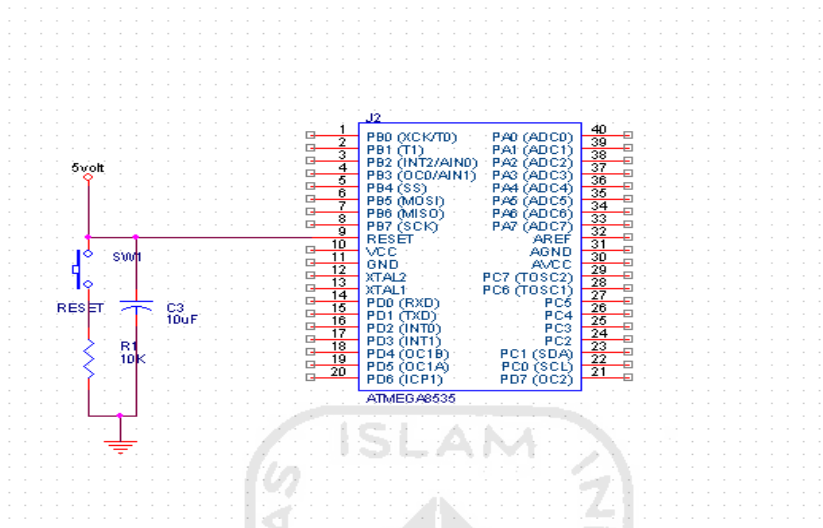 J2
1 PB0 (XCK/T0) PA0 (ADC0) 40
2 PB1 (T1) PA1 (ADC1) 39
3 PB2 (INT2/AIN0) PA2 (ADC2) 38
4 PB3 (OC0/AIN1) PA3 (ADC3) 37
5 PB4 (SS) PA4 (ADC4) 36
6 PB5 (MOSI) PA5 (ADC5) 35
7 PB6 (MISO) PA6 (ADC6) 34
8 PB7 (SCK) PA7 (ADC7) 33
9 RESET AREF 32
10 VCC AGND 31
11 GND AVCC 30
12 XTAL2 PC7 (TOSC2) 29
13 XTAL1 PC6 (TOSC1) 28
14 PD0 (RXD) PC5 27
15 PD1 (TXD) PC4 26
16 PD2 (INT0) PC3 25
17 PD3 (INT1) PC2 24
18 PD4 (OC1B) PC1 (SDA) 23
19 PD5 (OC1A) PC0 (SCL) 22
20 PD6 (ICP1) PD7 (OC2) 21
ATMEGA8535
5volt
SW1
RESET
C3
10uF
R1
10K
ISLAM
AS
IN